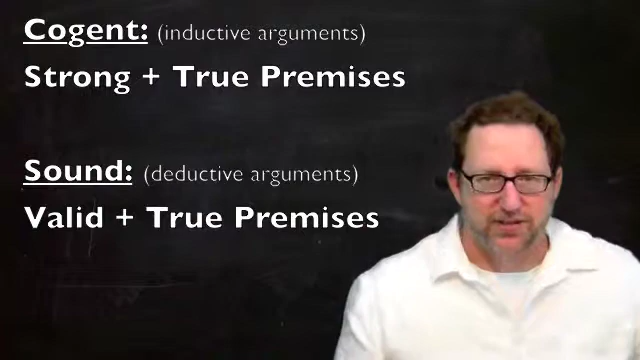 Cogent: (inductive arguments)
Strong + True Premises
Sound: (deductive arguments)
Valid + True Premises